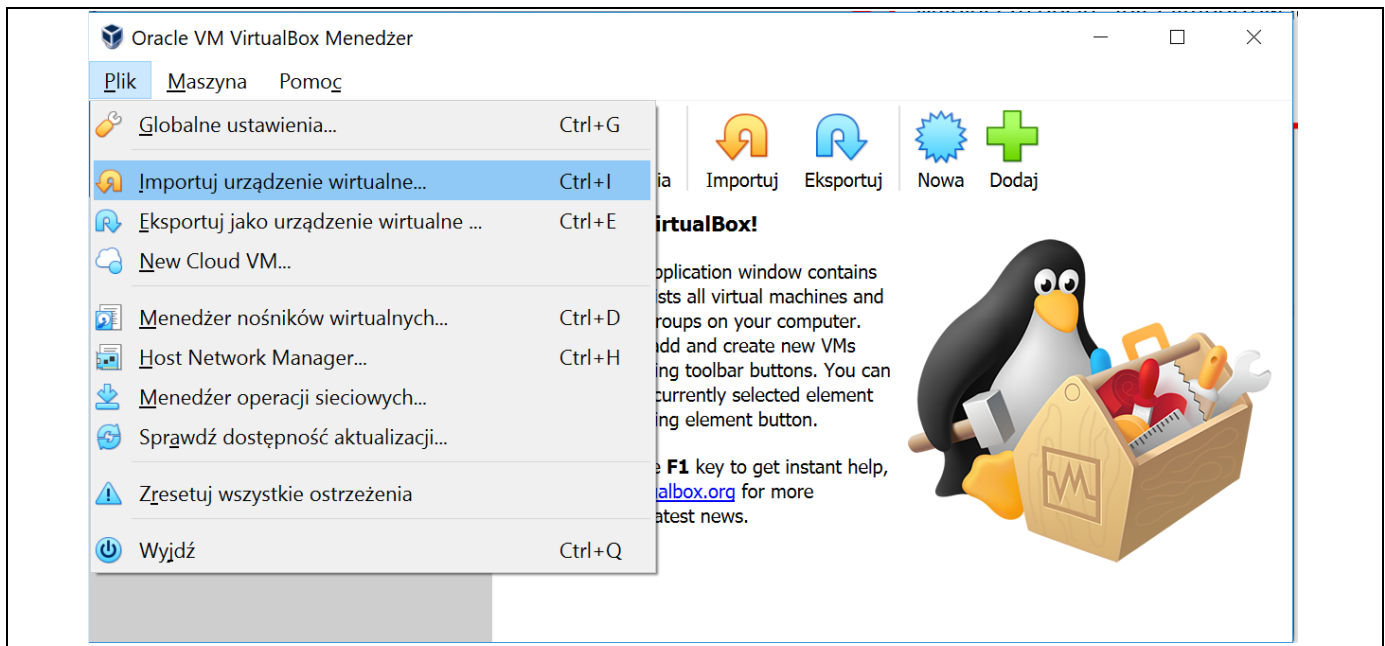 Oracle VM VirtualBox Menedżer
Plik Maszyna Pomoc
Globalne ustawienia... Ctrl+G
Importuj urządzenie wirtualne... Ctrl+I
Eksportuj jako urządzenie wirtualne ... Ctrl+E
New Cloud VM...
Menedżer nośników wirtualnych... Ctrl+D
Host Network Manager... Ctrl+H
Menedżer operacji sieciowych...
Sprawdź dostępność aktualizacji...
Zresetuj wszystkie ostrzeżenia
Wyjdź Ctrl+Q
ia Importuj Eksportuj Nowa Dodaj
irtualBox!
pplication window contains
ists all virtual machines and
roups on your computer.
add and create new VMs
ing toolbar buttons. You can
currently selected element
ing element button.
e F1 key to get instant help,
ualbox.org for more
atest news.